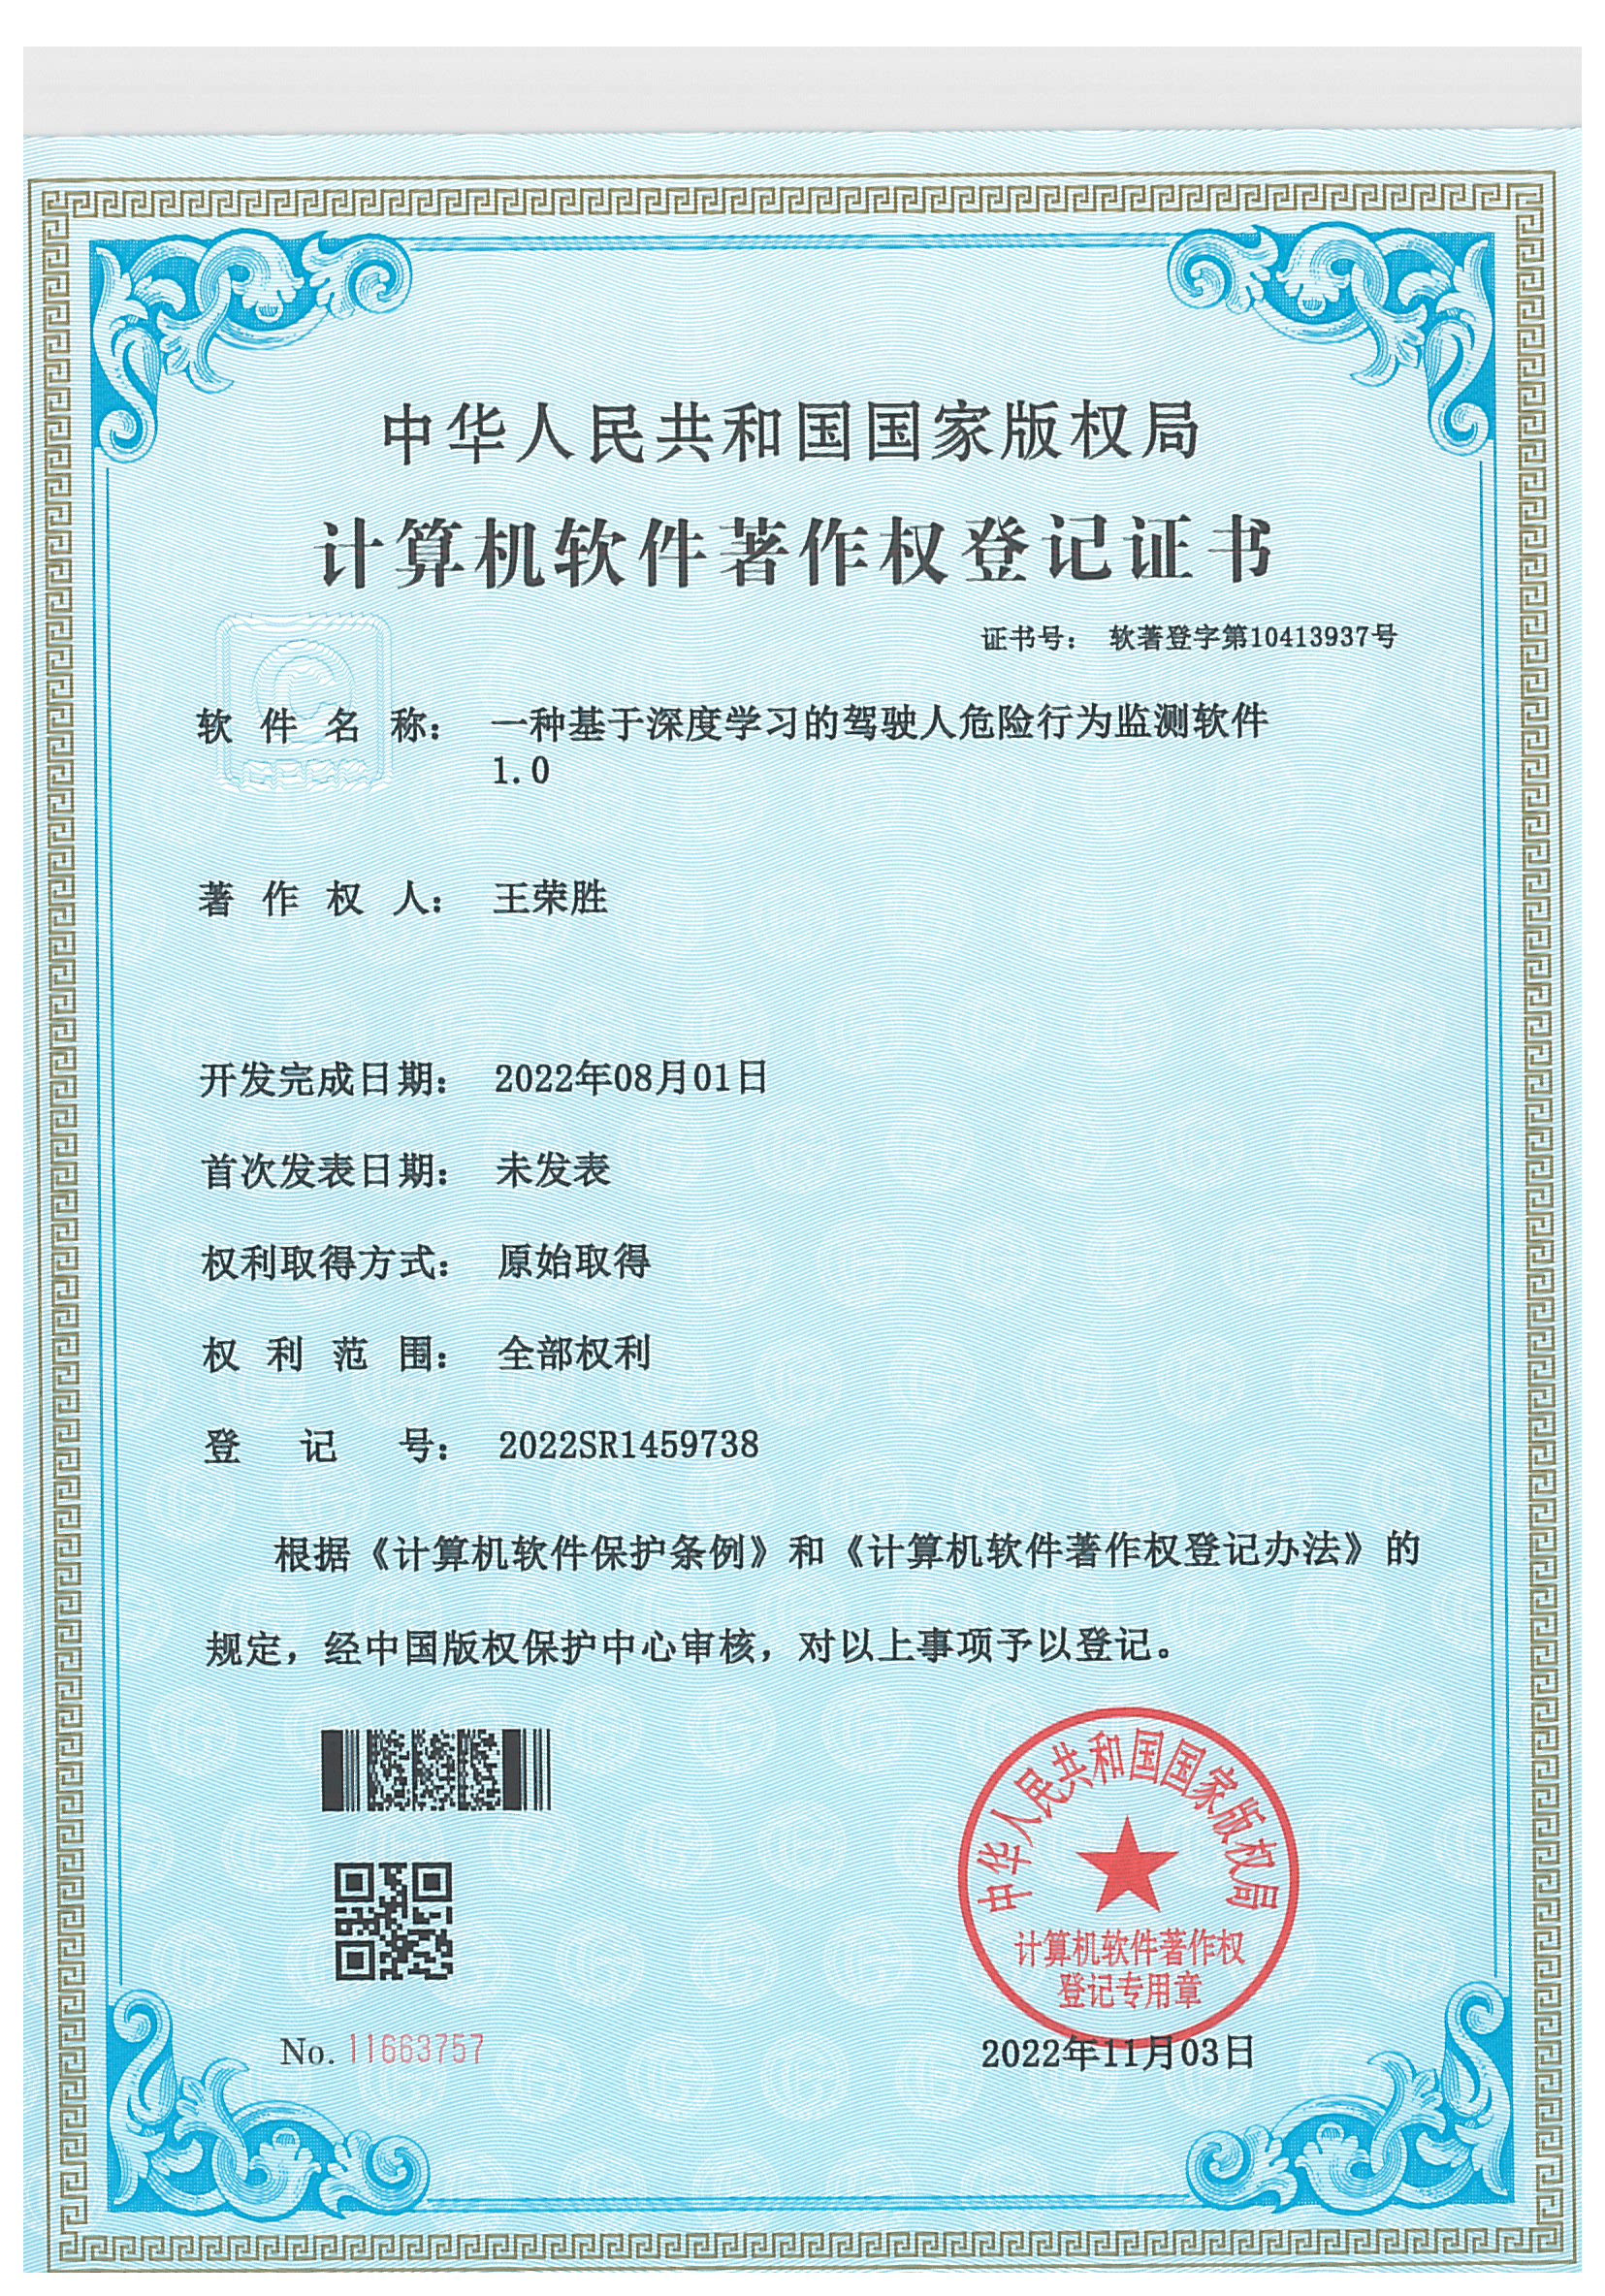 中华人民共和国国家版权局
计算机软件著作权登记证书
证书号： 软著登字第10413937号
软件名称： 一种基于深度学习的驾驶人危险行为监测软件
1.0
著作权人： 王荣胜
开发完成日期： 2022年08月01日
首次发表日期： 未发表
权利取得方式： 原始取得
权利范围： 全部权利
登记号： 2022SR1459738
根据《计算机软件保护条例》和《计算机软件著作权登记办法》的
规定，经中国版权保护中心审核，对以上事项予以登记。
中华人民共和国国家版权局
计算机软件著作权
登记专用章
No. 11663757
2022年11月03日